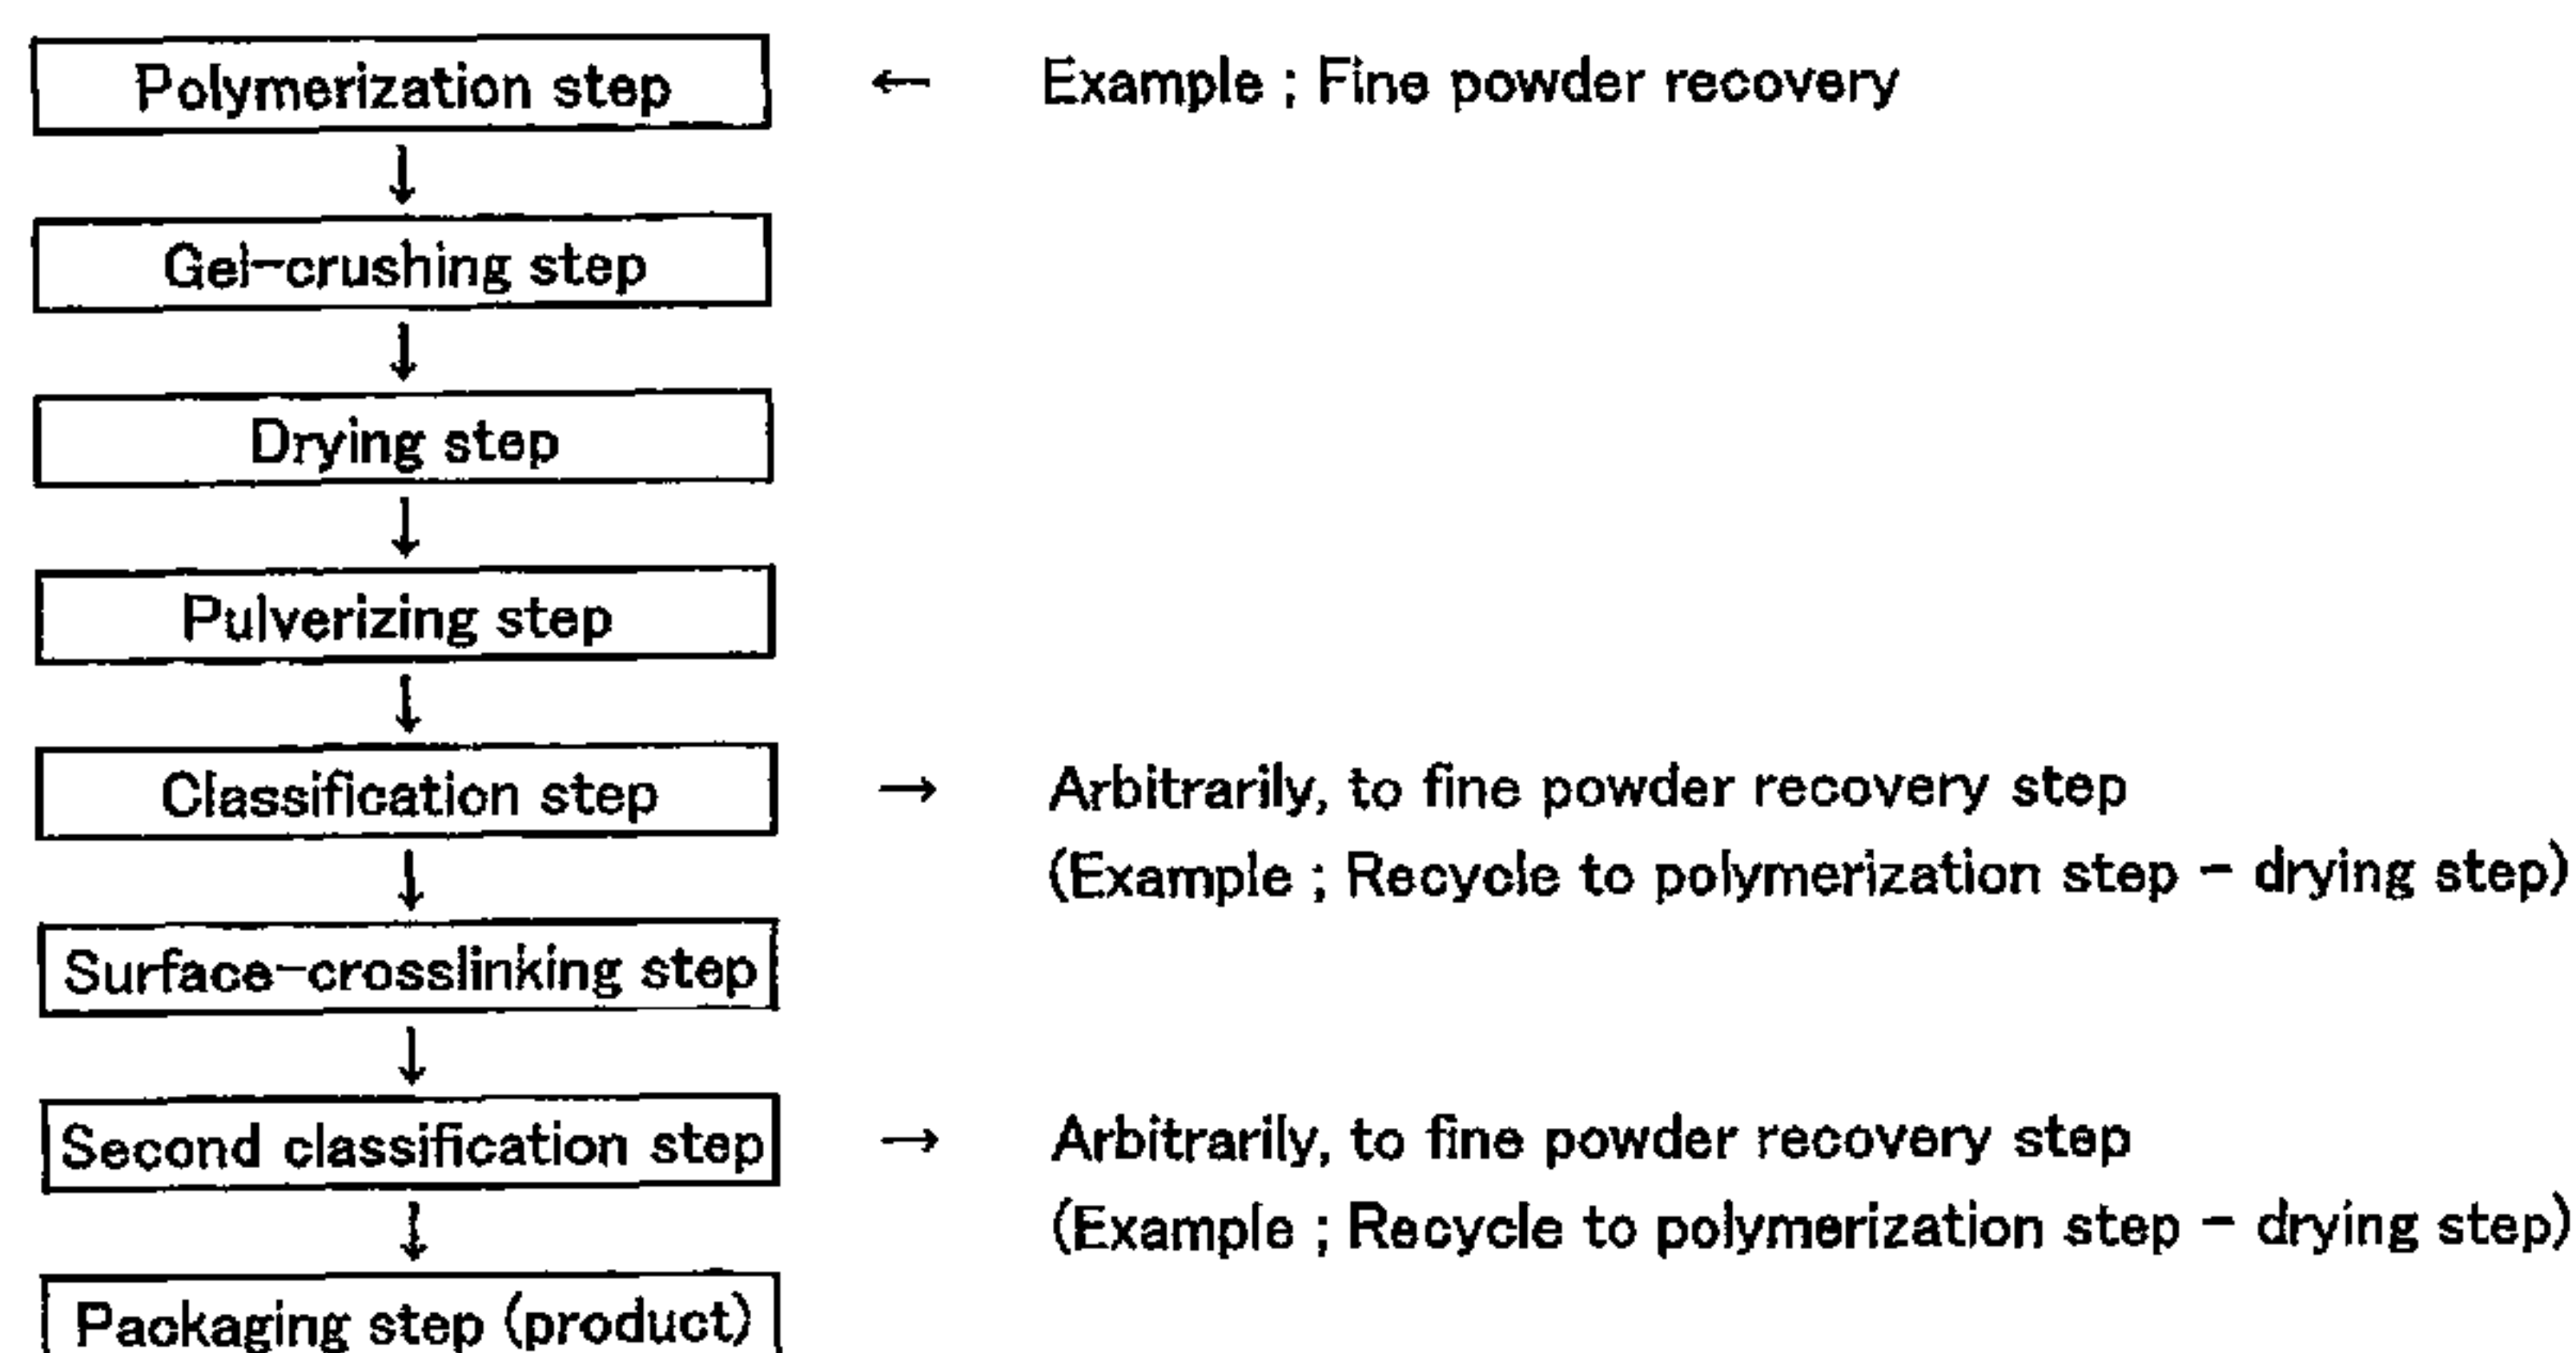 Polymerization step ← Example ; Fine powder recovery
↓
Gel-crushing step
↓
Drying step
↓
Pulverizing step
↓
Classification step → Arbitrarily, to fine powder recovery step
(Example ; Recycle to polymerization step - drying step)
↓
Surface-crosslinking step
↓
Second classification step → Arbitrarily, to fine powder recovery step
↓ (Example ; Recycle to polymerization step - drying step)
Packaging step (product)